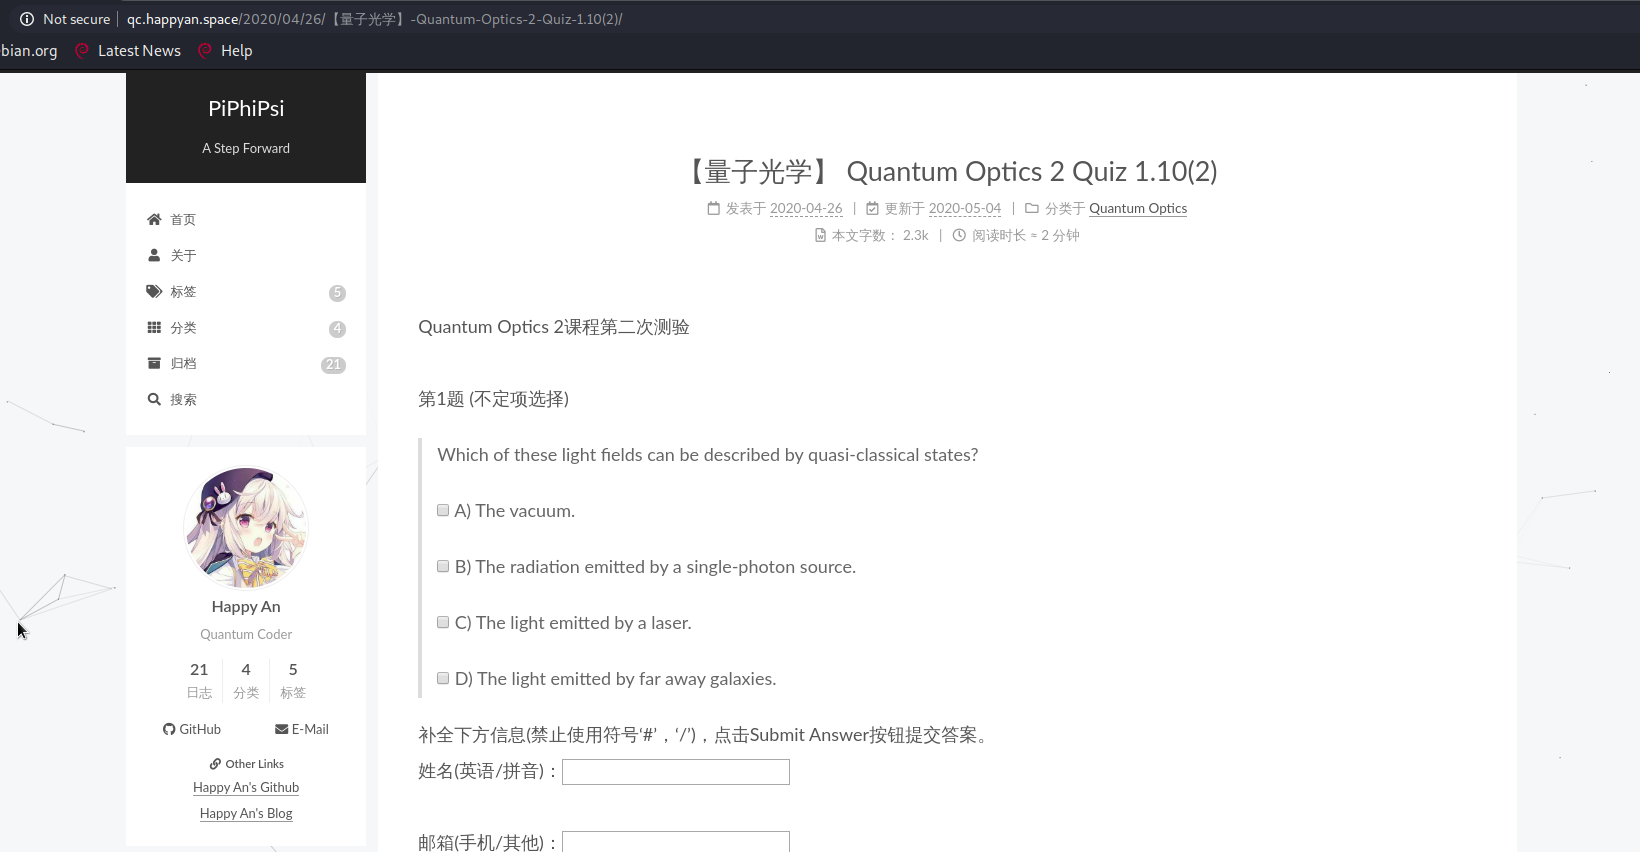 Not secure | qc.happyan.space/2020/04/26/【量子光学】-Quantum-Optics-2-Quiz-1.10(2)/
bian.org Latest News Help
PiPhiPsi
A Step Forward
首页
关于
标签 5
分类 4
归档 21
搜索
Happy An
Quantum Coder
21 4 5
日志 分类 标签
GitHub E-Mail
Other Links
Happy An's Github
Happy An's Blog
【量子光学】 Quantum Optics 2 Quiz 1.10(2)
发表于 2020-04-26 | 更新于 2020-05-04 | 分类于 Quantum Optics
本文字数： 2.3k | 阅读时长 ≈ 2 分钟
Quantum Optics 2课程第二次测验
第1题 (不定项选择)
Which of these light fields can be described by quasi-classical states?
A) The vacuum.
B) The radiation emitted by a single-photon source.
C) The light emitted by a laser.
D) The light emitted by far away galaxies.
补全下方信息(禁止使用符号‘#’，‘/’)，点击Submit Answer按钮提交答案。
姓名(英语/拼音)：
邮箱(手机/其他)：